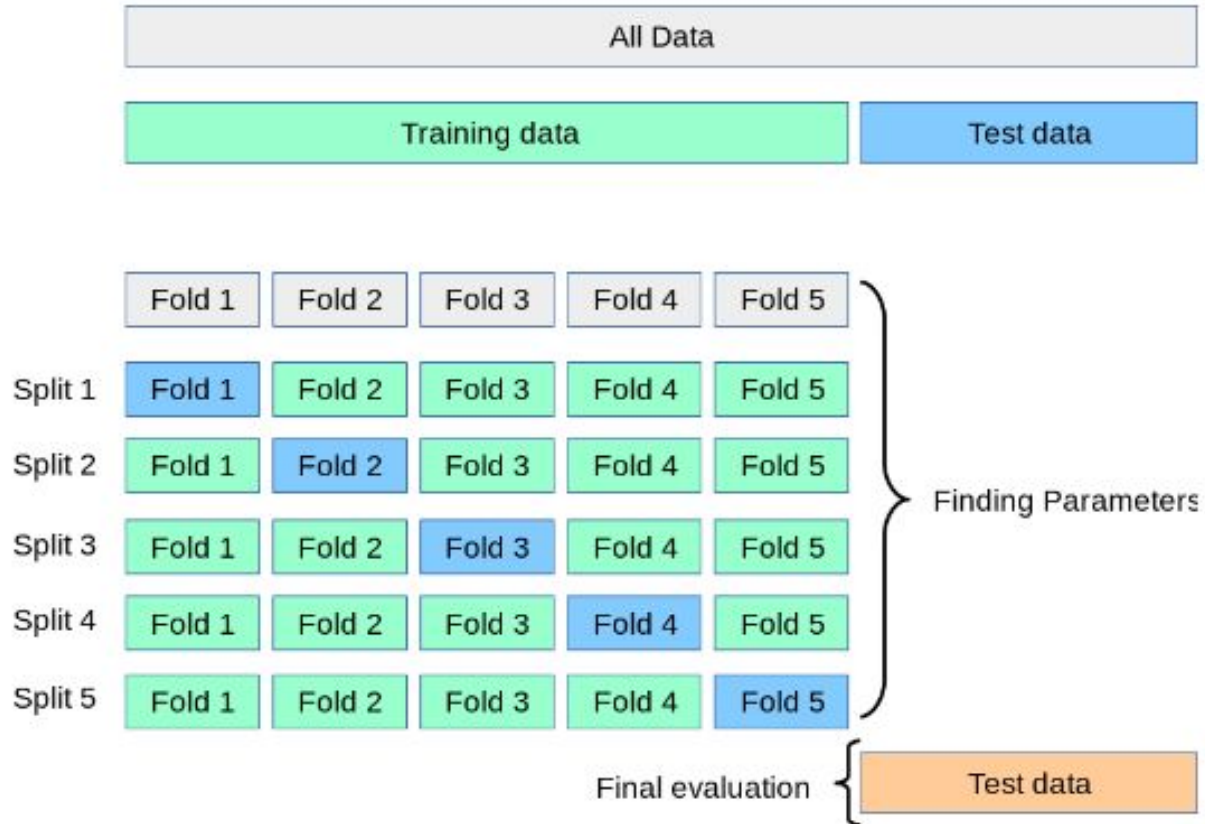 All Data
Training data Test data
Fold 1 Fold 2 Fold 3 Fold 4 Fold 5
Split 1 Fold 1 Fold 2 Fold 3 Fold 4 Fold 5
Split 2 Fold 1 Fold 2 Fold 3 Fold 4 Fold 5
Finding Parameters
Split 3 Fold 1 Fold 2 Fold 3 Fold 4 Fold 5
Split 4 Fold 1 Fold 2 Fold 3 Fold 4 Fold 5
Split 5 Fold 1 Fold 2 Fold 3 Fold 4 Fold 5
Final evaluation Test data